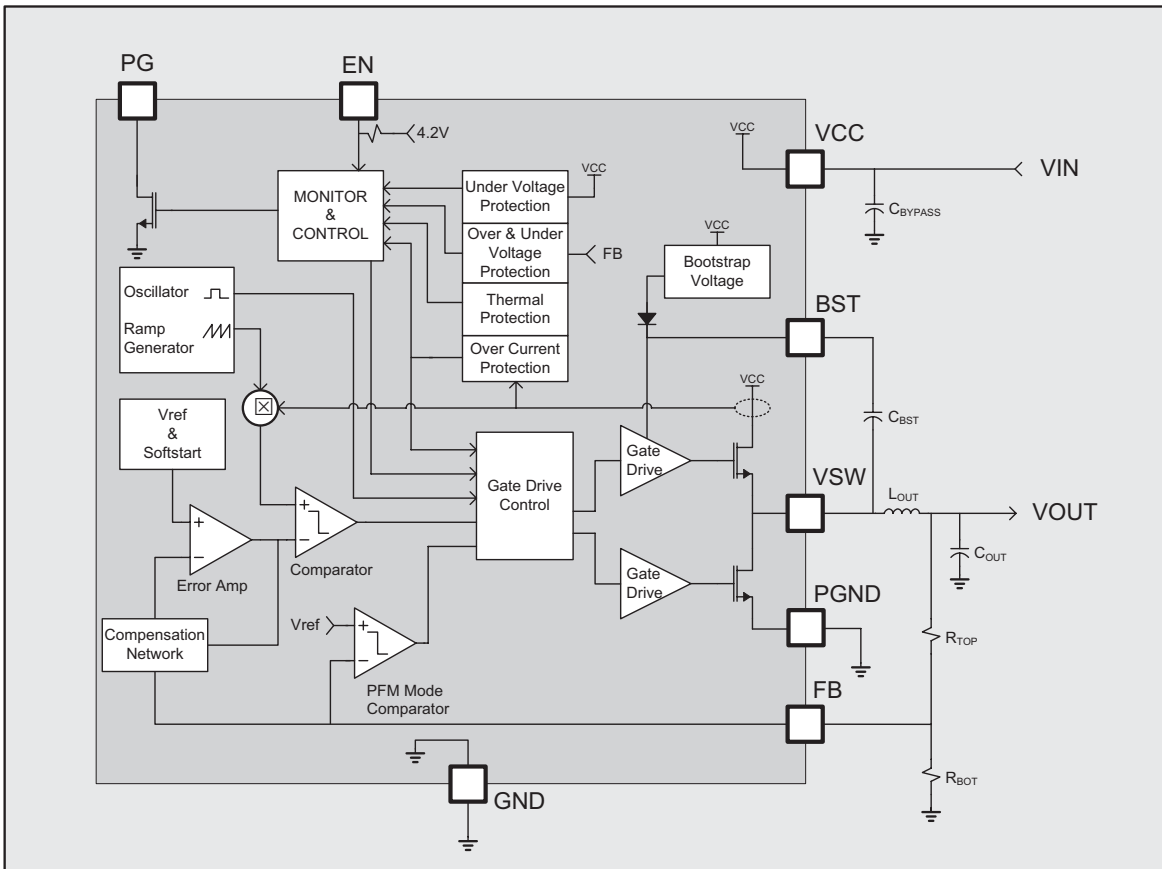 PG
EN
4.2V
VCC
VCC
VIN
C_BYPASS
MONITOR
&
CONTROL
Under Voltage
Protection
VCC
Over & Under
Voltage
Protection
FB
Thermal
Protection
Over Current
Protection
VCC
Bootstrap
Voltage
Oscillator
Ramp
Generator
BST
VCC
C_BST
Vref
&
Softstart
Gate Drive
Control
Gate
Drive
VSW
L_OUT
VOUT
C_OUT
+
−
Error Amp
+
−
Comparator
Gate
Drive
PGND
Compensation
Network
Vref
+
−
PFM Mode
Comparator
R_TOP
FB
R_BOT
GND